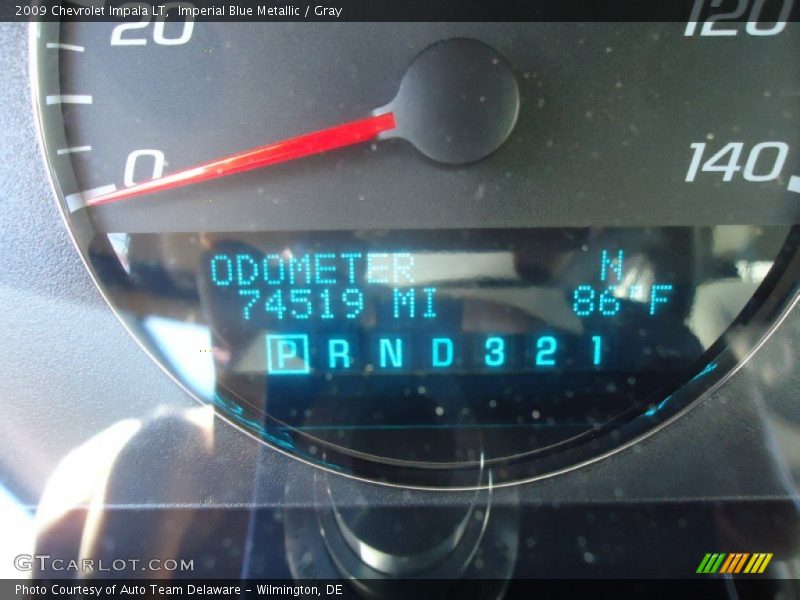 2009 Chevrolet Impala LT, Imperial Blue Metallic / Gray
20 120
0 140
ODOMETER N
74519 MI 86°F
P R N D 3 2 1
GTCARLOT.COM
Photo Courtesy of Auto Team Delaware - Wilmington, DE